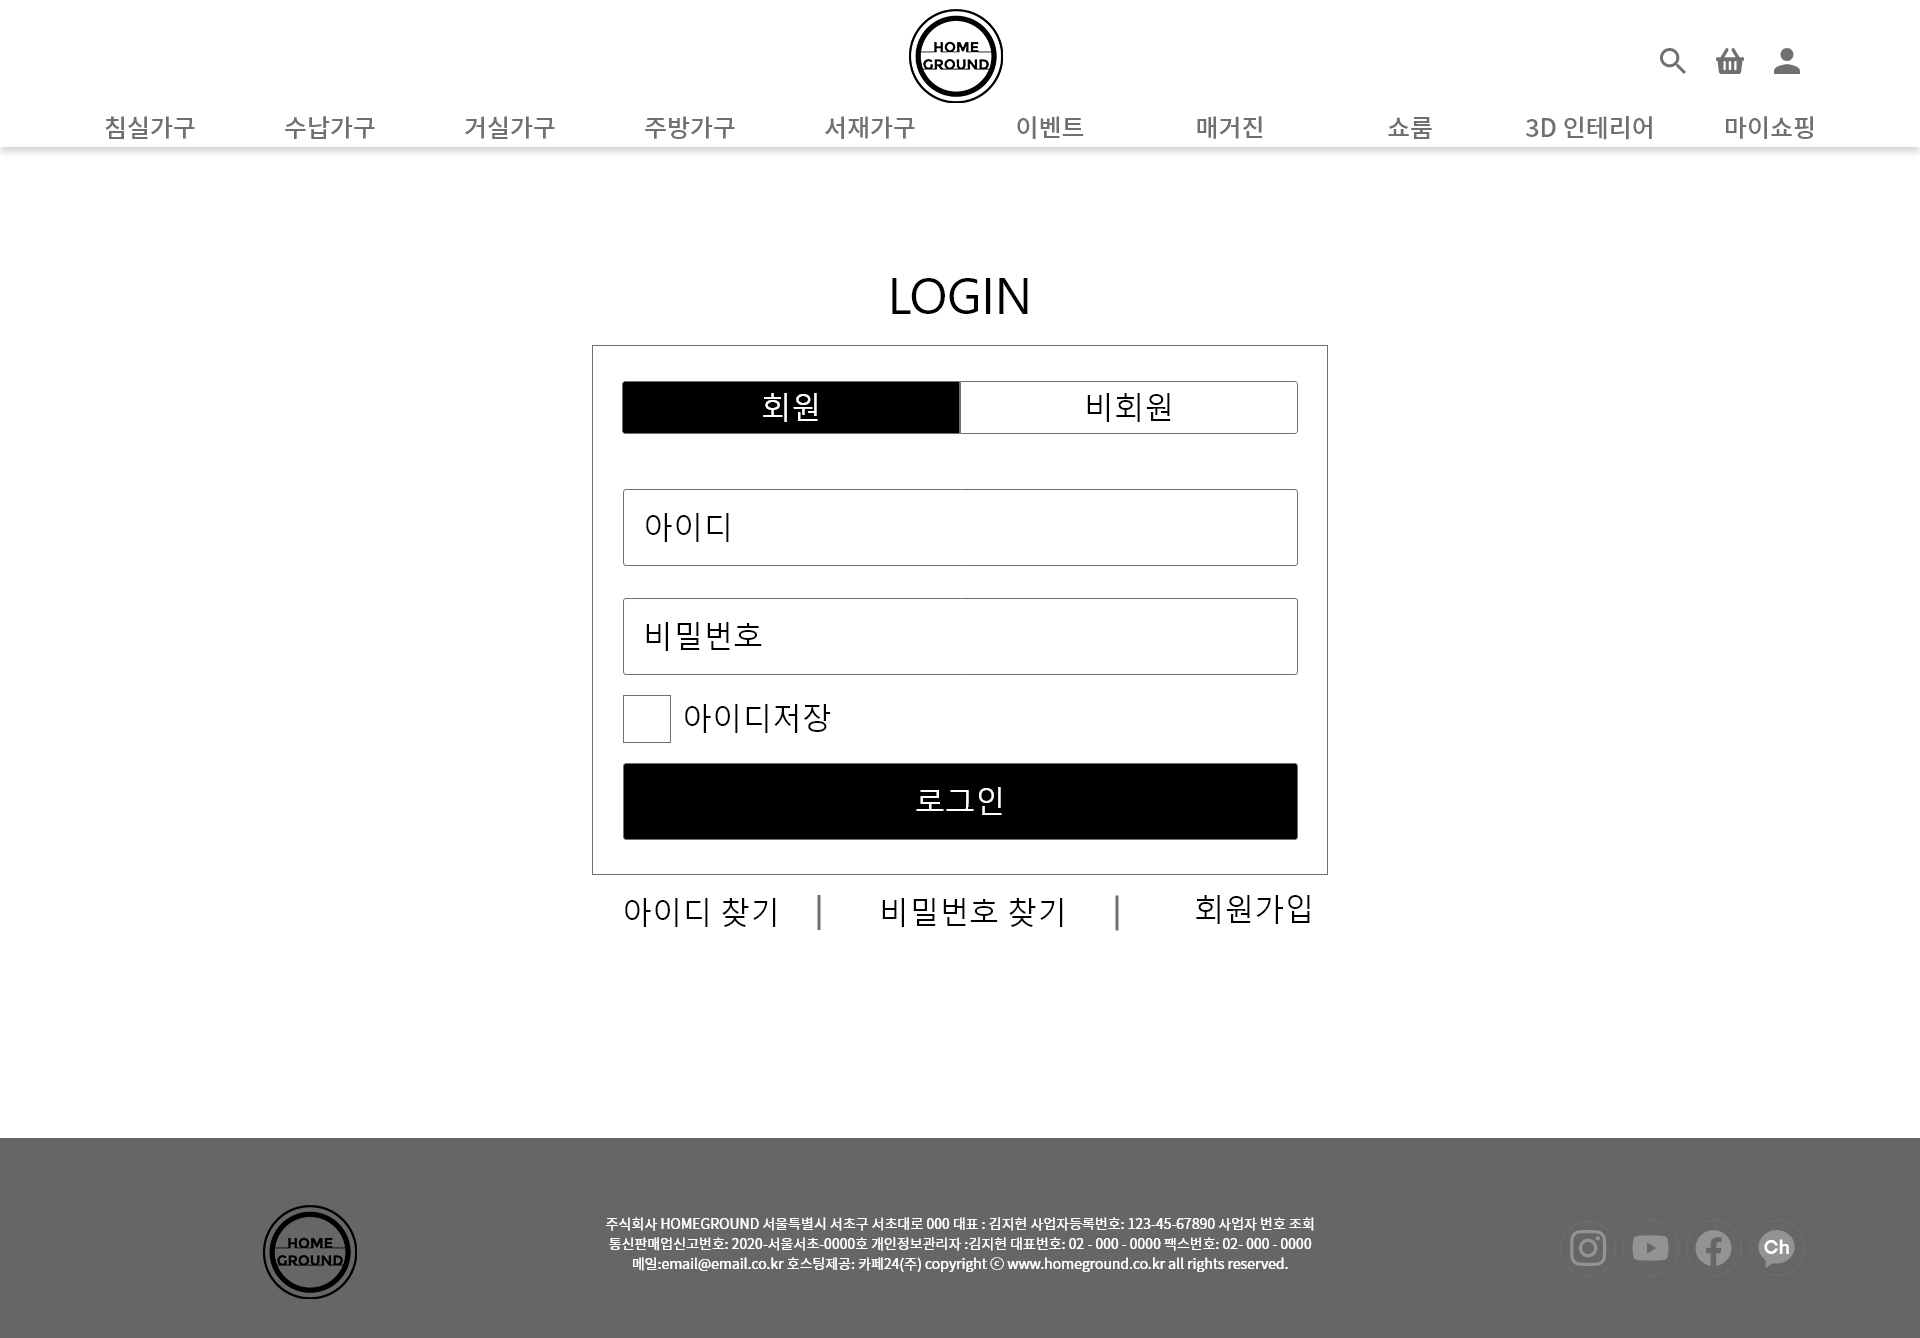 HOME
GROUND
침실가구 수납가구 거실가구 주방가구 서재가구 이벤트 매거진 쇼룸 3D 인테리어 마이쇼핑
LOGIN
회원 비회원
아이디
비밀번호
아이디저장
로그인
아이디 찾기 | 비밀번호 찾기 | 회원가입
HOME
GROUND
주식회사 HOMEGROUND 서울특별시 서초구 서초대로 000 대표 : 김지현 사업자등록번호: 123-45-67890 사업자 번호 조회
통신판매업신고번호: 2020-서울서초-0000호 개인정보관리자 :김지현 대표번호: 02 - 000 - 0000 팩스번호: 02- 000 - 0000
메일:email@email.co.kr 호스팅제공: 카페24(주) copyright ⓒ www.homeground.co.kr all rights reserved.
Ch